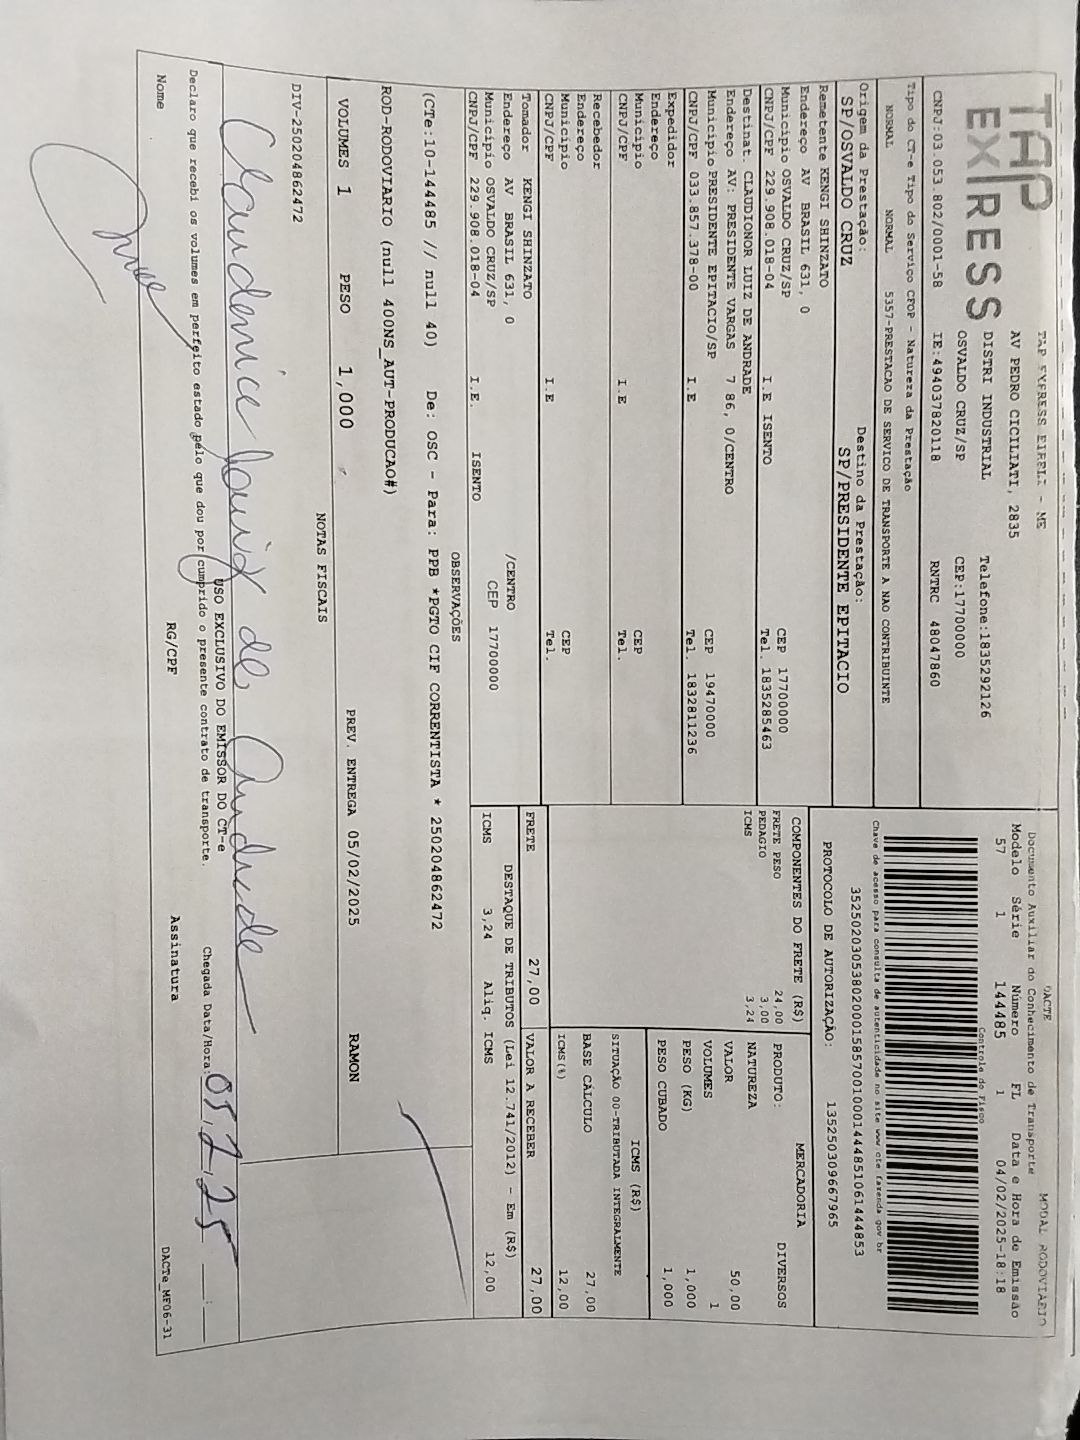 TAP EXPRESS
TAP EXPRESS EIRELI - ME
AV PEDRO CICILIATI, 2835
DISTRI INDUSTRIAL Telefone:1835292126
OSVALDO CRUZ/SP CEP:17700000
CNPJ:03.053.802/0001-58 IE:494037820118 RNTRC 48047860
DACTE MODAL RODOVIARIO
Documento Auxiliar do Conhecimento de Transporte
Modelo Série Número FL Data e Hora de Emissão
57 1 144485 1 04/02/2025-18:18
Controle do Fisco
Chave de acesso para consulta de autenticidade no site www.cte.fazenda.gov.br
35250203053802000158570010001444851061444853
PROTOCOLO DE AUTORIZAÇÃO: 135250309667965
Tipo do CT-e Tipo do Serviço CFOP - Natureza da Prestação
NORMAL NORMAL 5357-PRESTACAO DE SERVICO DE TRANSPORTE A NAO CONTRIBUINTE
Origem da Prestação: Destino da Prestação:
SP/OSVALDO CRUZ SP/PRESIDENTE EPITACIO
Remetente KENGI SHINZATO
Endereço AV BRASIL 631, 0
Municipio OSVALDO CRUZ/SP CEP 17700000
CNPJ/CPF 229.908.018-04 I.E ISENTO Tel. 1835285463
Destinat. CLAUDIONOR LUIZ DE ANDRADE
Endereço AV: PRESIDENTE VARGAS 7 86, 0/CENTRO
Municipio PRESIDENTE EPITACIO/SP CEP 19470000
CNPJ/CPF 033.857.378-00 I.E Tel. 1832811236
Expedidor
Endereço
Municipio CEP
CNPJ/CPF I.E Tel.
Recebedor
Endereço
Municipio CEP
CNPJ/CPF I.E Tel.
Tomador KENGI SHINZATO
Endereço AV BRASIL 631, 0 /CENTRO
Municipio OSVALDO CRUZ/SP CEP 17700000
CNPJ/CPF 229.908.018-04 I.E. ISENTO
COMPONENTES DO FRETE (R$)
FRETE PESO 24,00
PEDAGIO 3,00
ICMS 3,24
MERCADORIA
PRODUTO: DIVERSOS
NATUREZA
VALOR 50,00
VOLUMES 1
PESO (KG) 1,000
PESO CUBADO 1,000
ICMS (R$)
SITUAÇÃO 00-TRIBUTADA INTEGRALMENTE
BASE CÁLCULO 27,00
ICMS(%) 12,00
FRETE 27,00 VALOR A RECEBER 27,00
DESTAQUE DE TRIBUTOS (Lei 12.741/2012) - Em (R$)
ICMS 3,24 Aliq. ICMS 12,00
OBSERVAÇÕES
(CTe:10-144485 // null 40) De: OSC - Para: PPB *PGTO CIF CORRENTISTA * 250204862472
ROD-RODOVIARIO (null 400NS_AUT-PRODUCAO#)
VOLUMES 1 PESO 1,000 PREV. ENTREGA 05/02/2025 RAMON
NOTAS FISCAIS
DIV-250204862472
Claudenice Luiz de Andrade
USO EXCLUSIVO DO EMISSOR DO CT-e
Declaro que recebi os volumes em perfeito estado pelo que dou por cumprido o presente contrato de transporte. Chegada Data/Hora: 05,2,25 __:__
Nome RG/CPF Assinatura DACTe_MF06-31